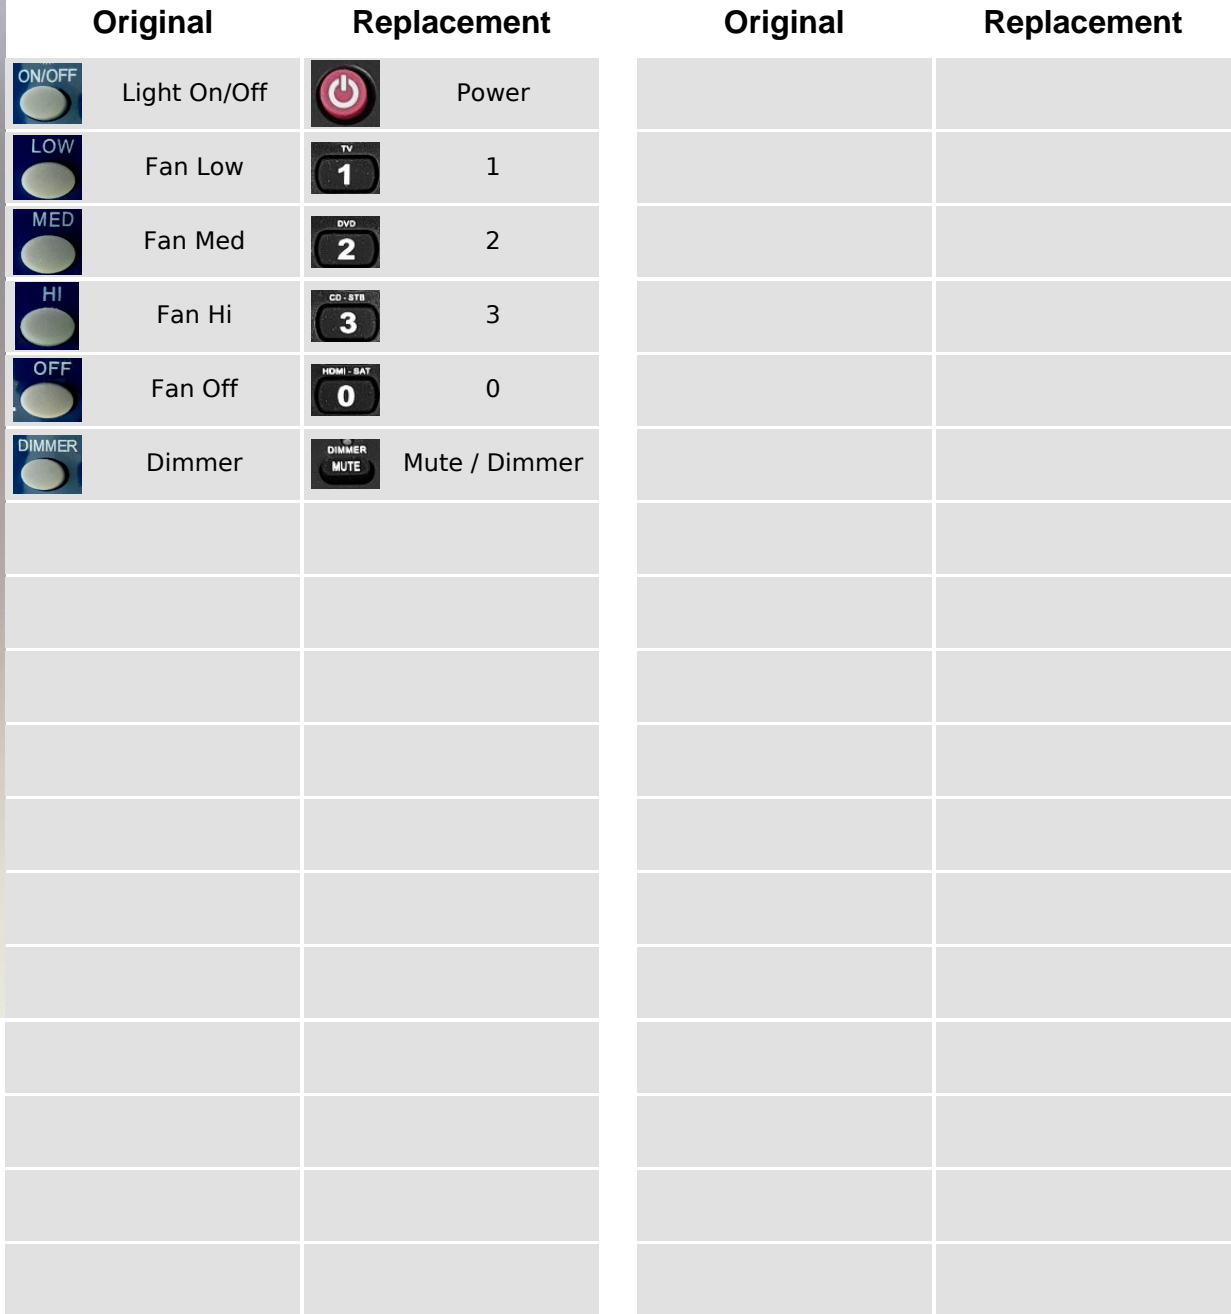 Original Replacement Original Replacement
ON/OFF Light On/Off Power
LOW Fan Low TV 1 1
MED Fan Med DVD 2 2
HI Fan Hi CD - STB 3 3
OFF Fan Off HDMI - SAT 0 0
DIMMER Dimmer DIMMER MUTE Mute / Dimmer